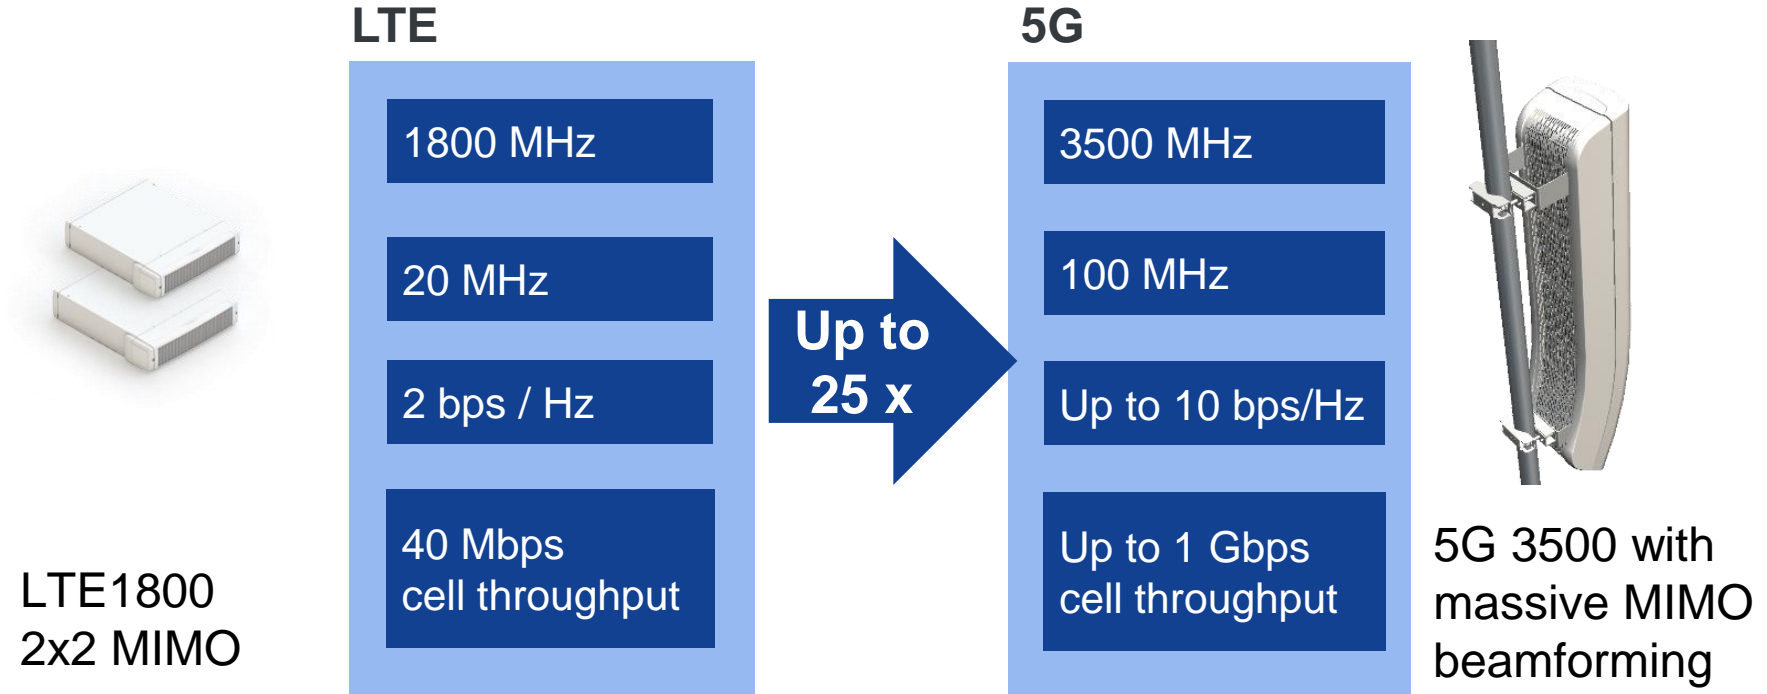 LTE
5G
1800 MHz
20 MHz
2 bps / Hz
40 Mbps
cell throughput
Up to
25 x
3500 MHz
100 MHz
Up to 10 bps/Hz
Up to 1 Gbps
cell throughput
LTE1800
2x2 MIMO
5G 3500 with
massive MIMO
beamforming